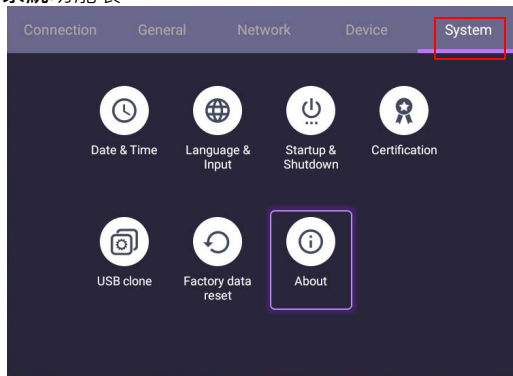 Connection General Network Device System
Date & Time Language & Input Startup & Shutdown Certification
USB clone Factory data reset About